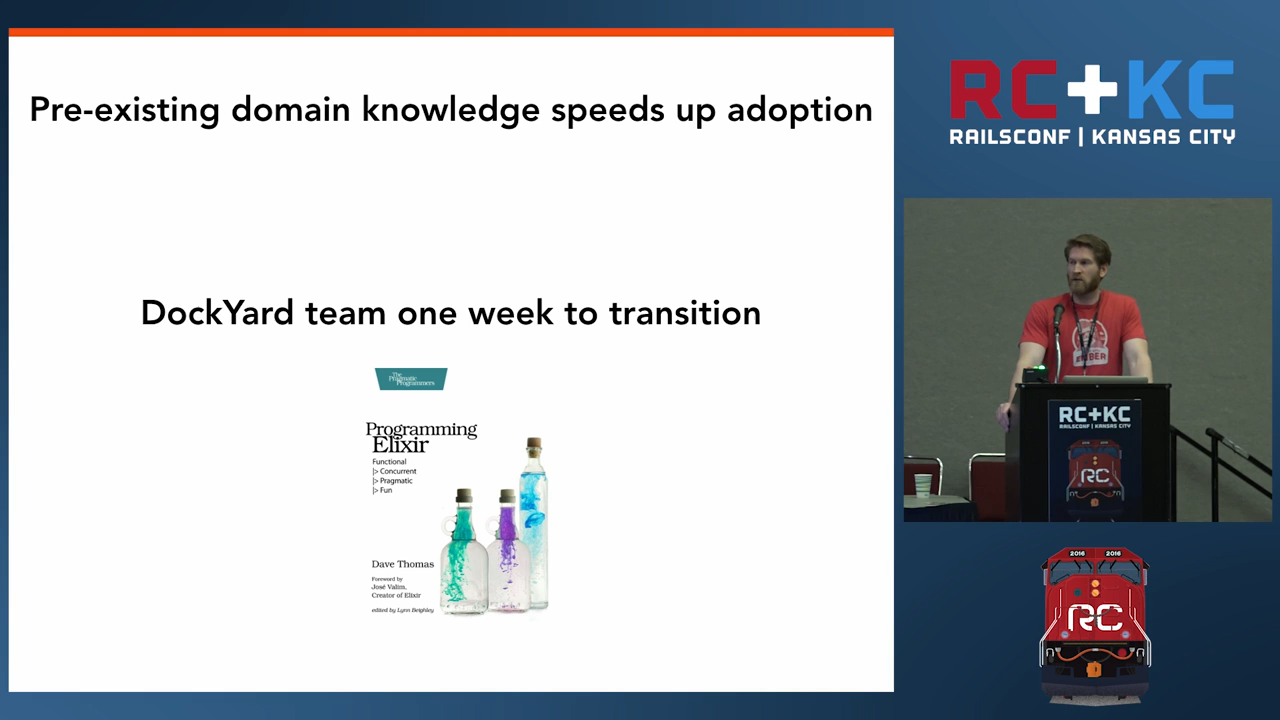 Pre-existing domain knowledge speeds up adoption
DockYard team one week to transition
The
Pragmatic
Programmers
Programming
Elixir
Functional
|> Concurrent
|> Pragmatic
|> Fun
Dave Thomas
Foreword by
José Valim,
Creator of Elixir
edited by Lynn Beighley
RC+KC
RAILSCONF | KANSAS CITY
EMBER
RC+KC
RAILSCONF | KANSAS CITY
RC
2016 2016
RC